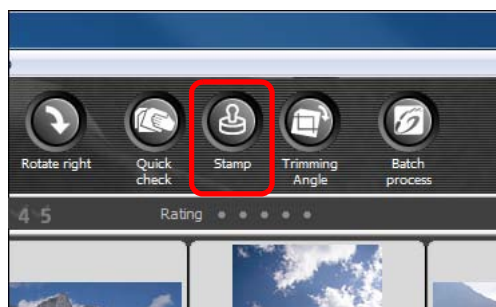 Rotate right
Quick
check
Stamp
Trimming
Angle
Batch
process
4 5
Rating